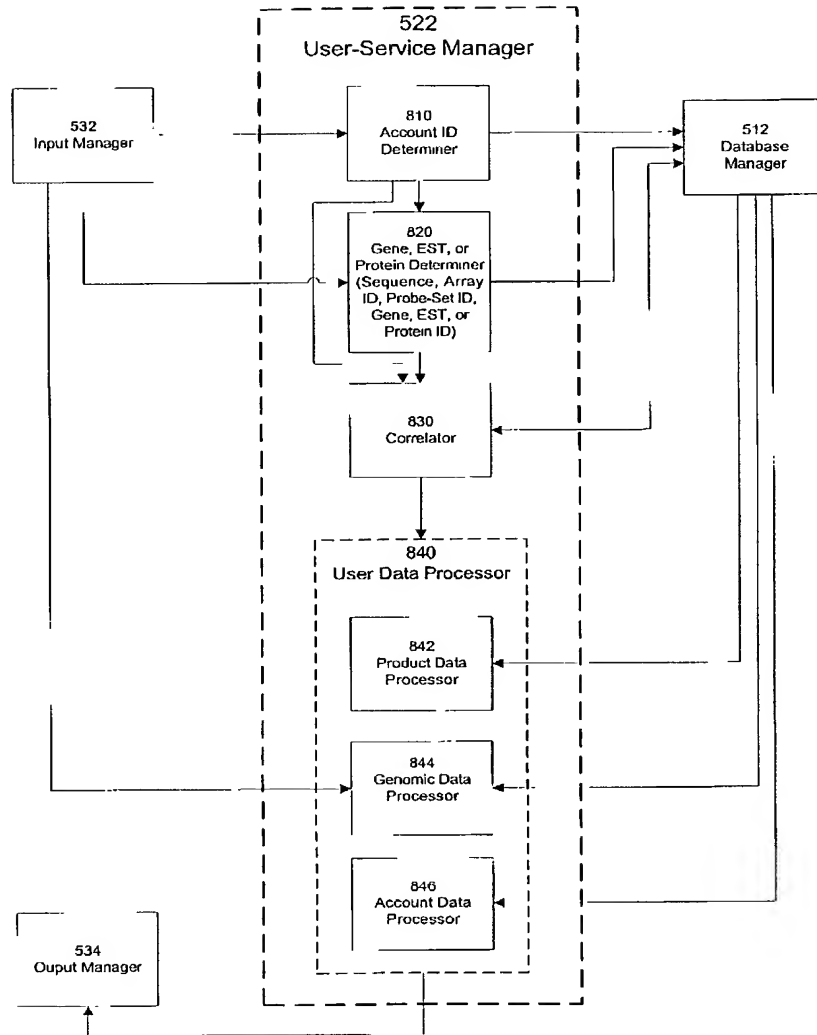 522
User-Service Manager
532
Input Manager
810
Account ID
Determiner
512
Database
Manager
820
Gene, EST, or
Protein Determiner
(Sequence, Array
ID, Probe-Set ID,
Gene, EST, or
Protein ID)
830
Correlator
840
User Data Processor
842
Product Data
Processor
844
Genomic Data
Processor
846
Account Data
Processor
534
Ouput Manager